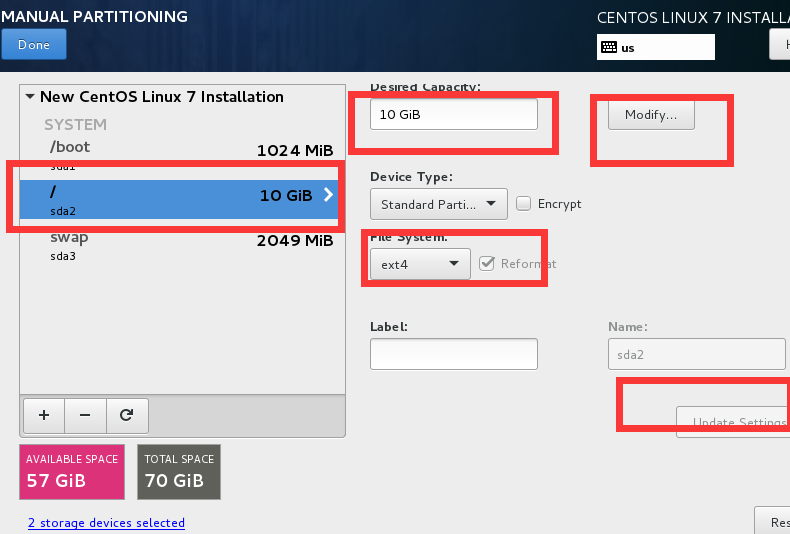 MANUAL PARTITIONING
CENTOS LINUX 7 INSTALLA
Done
us
H
New CentOS Linux 7 Installation
SYSTEM
/boot
1024 MiB
sda1
/
10 GiB
sda2
swap
2049 MiB
sda3
Desired Capacity:
10 GiB
Modify...
Device Type:
Standard Parti...
Encrypt
File System:
ext4
Reformat
Label:
Name:
sda2
Update Settings
+
-
AVAILABLE SPACE
57 GiB
TOTAL SPACE
70 GiB
2 storage devices selected
Res